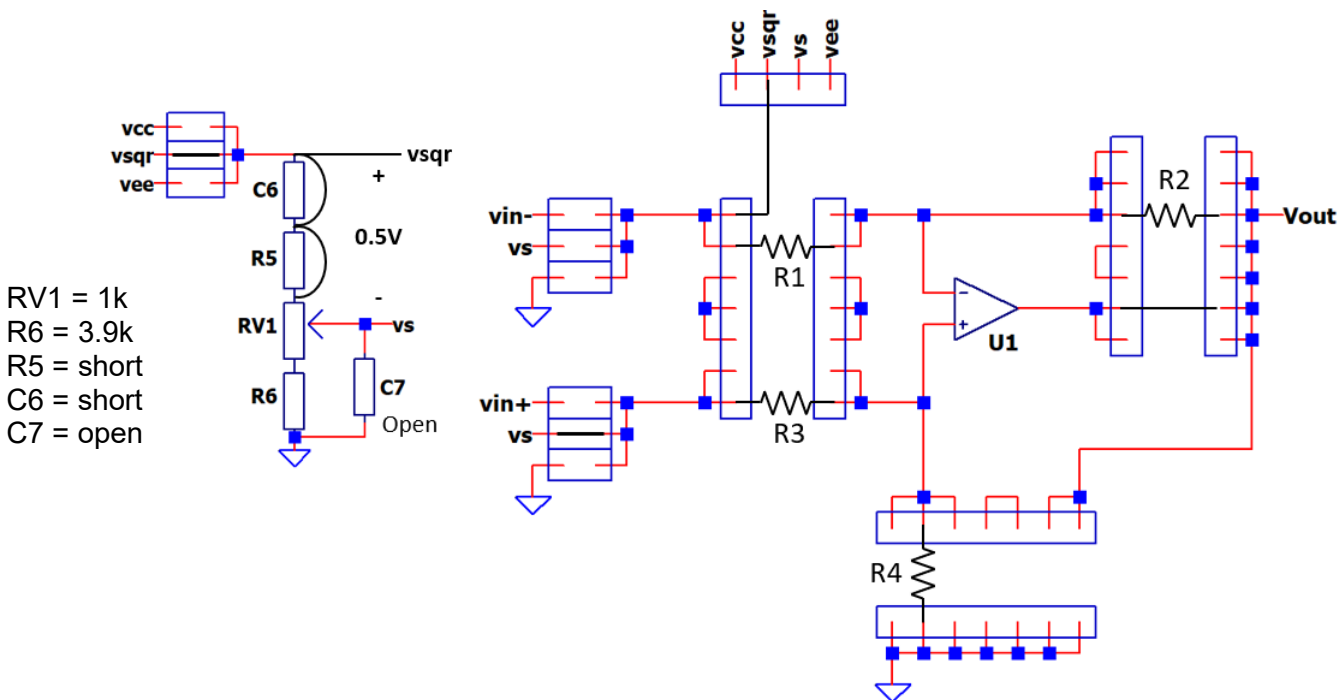 vcc
vsqr
vs
vee
vcc
vsqr
vee
vsqr
C6
+
0.5V
R5
-
RV1
vs
R6
C7
Open
RV1 = 1k
R6 = 3.9k
R5 = short
C6 = short
C7 = open
vin-
vs
R1
vin+
vs
R3
−
+
U1
R2
Vout
R4